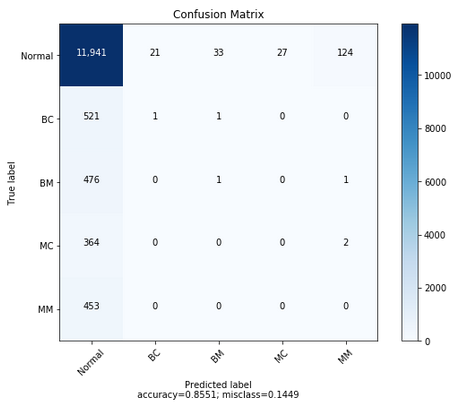 Confusion Matrix
Normal 11,941 21 33 27 124
BC 521 1 1 0 0
BM 476 0 1 0 1
MC 364 0 0 0 2
MM 453 0 0 0 0
True label
Normal BC BM MC MM
Predicted label
accuracy=0.8551; misclass=0.1449
10000
8000
6000
4000
2000
0